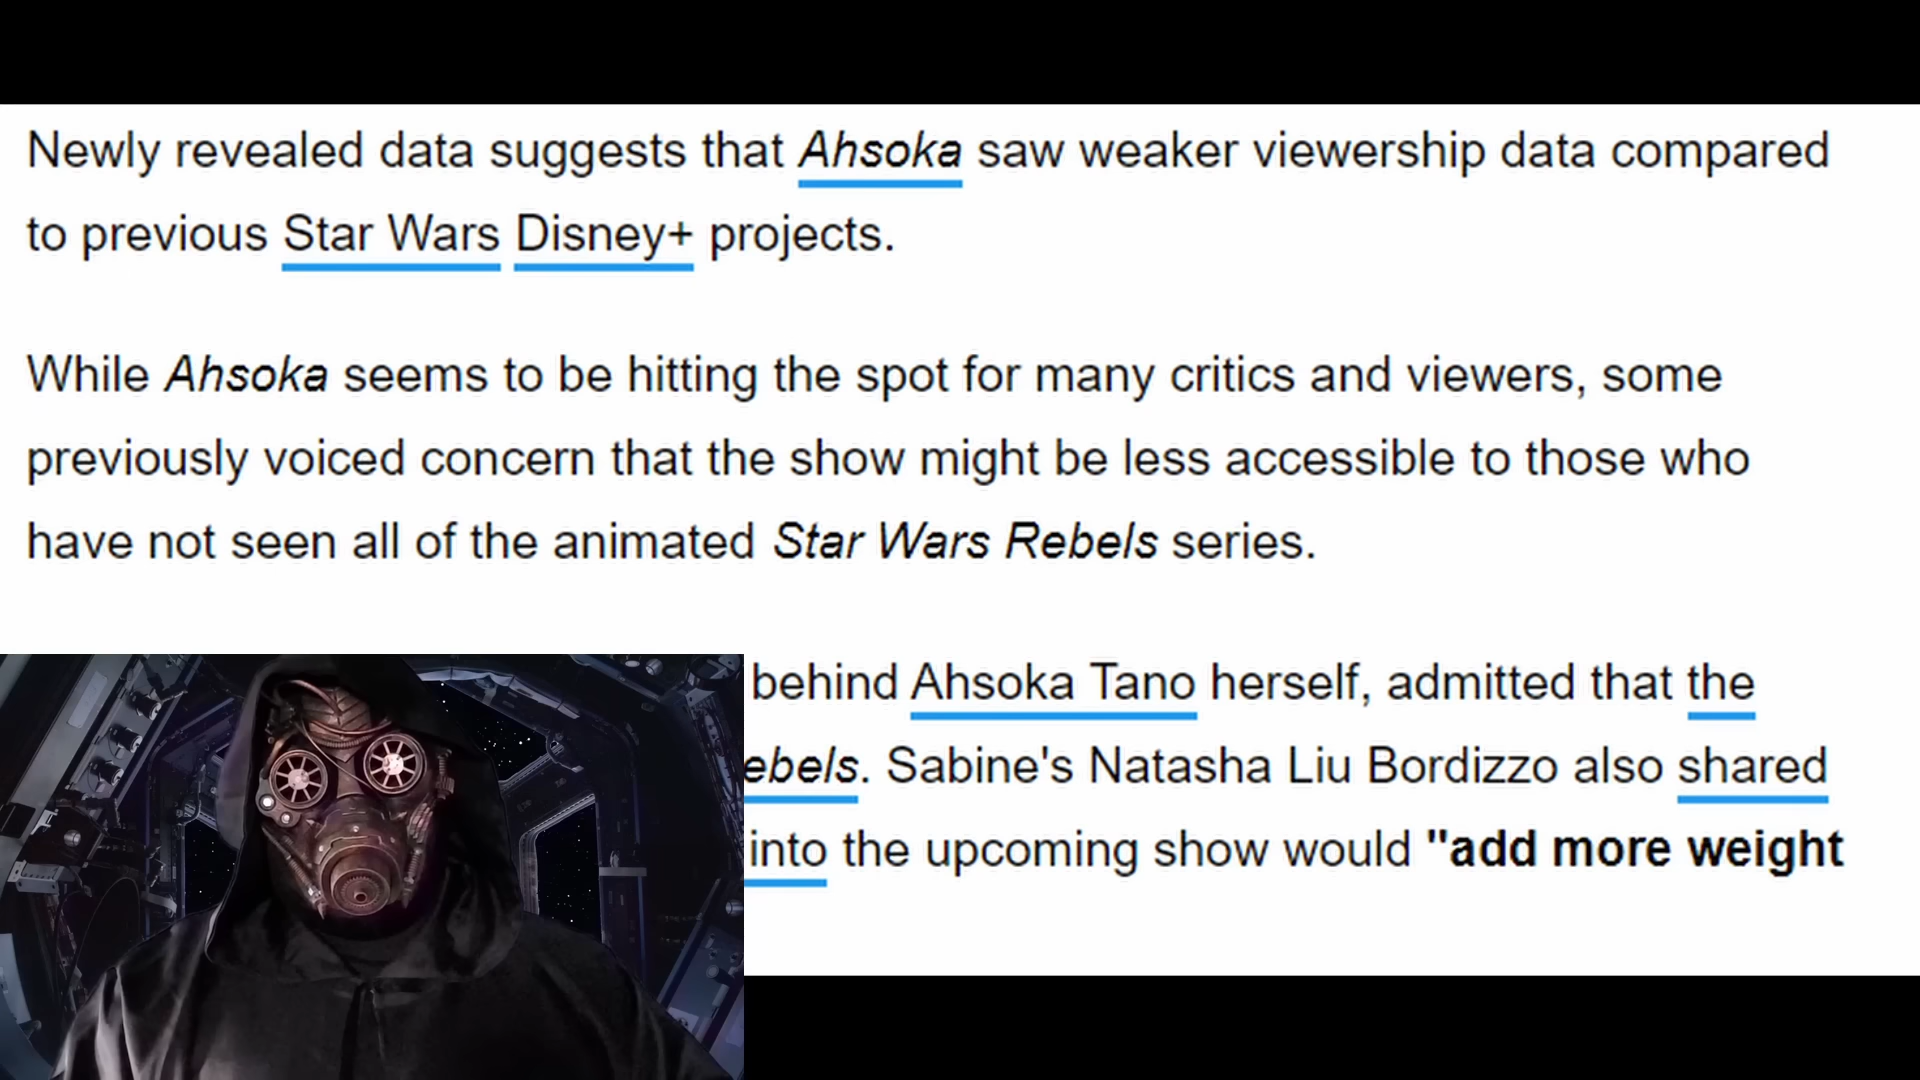 Newly revealed data suggests that Ahsoka saw weaker viewership data compared
to previous Star Wars Disney+ projects.
While Ahsoka seems to be hitting the spot for many critics and viewers, some
previously voiced concern that the show might be less accessible to those who
have not seen all of the animated Star Wars Rebels series.
behind Ahsoka Tano herself, admitted that the
ebels. Sabine's Natasha Liu Bordizzo also shared
into the upcoming show would "add more weight